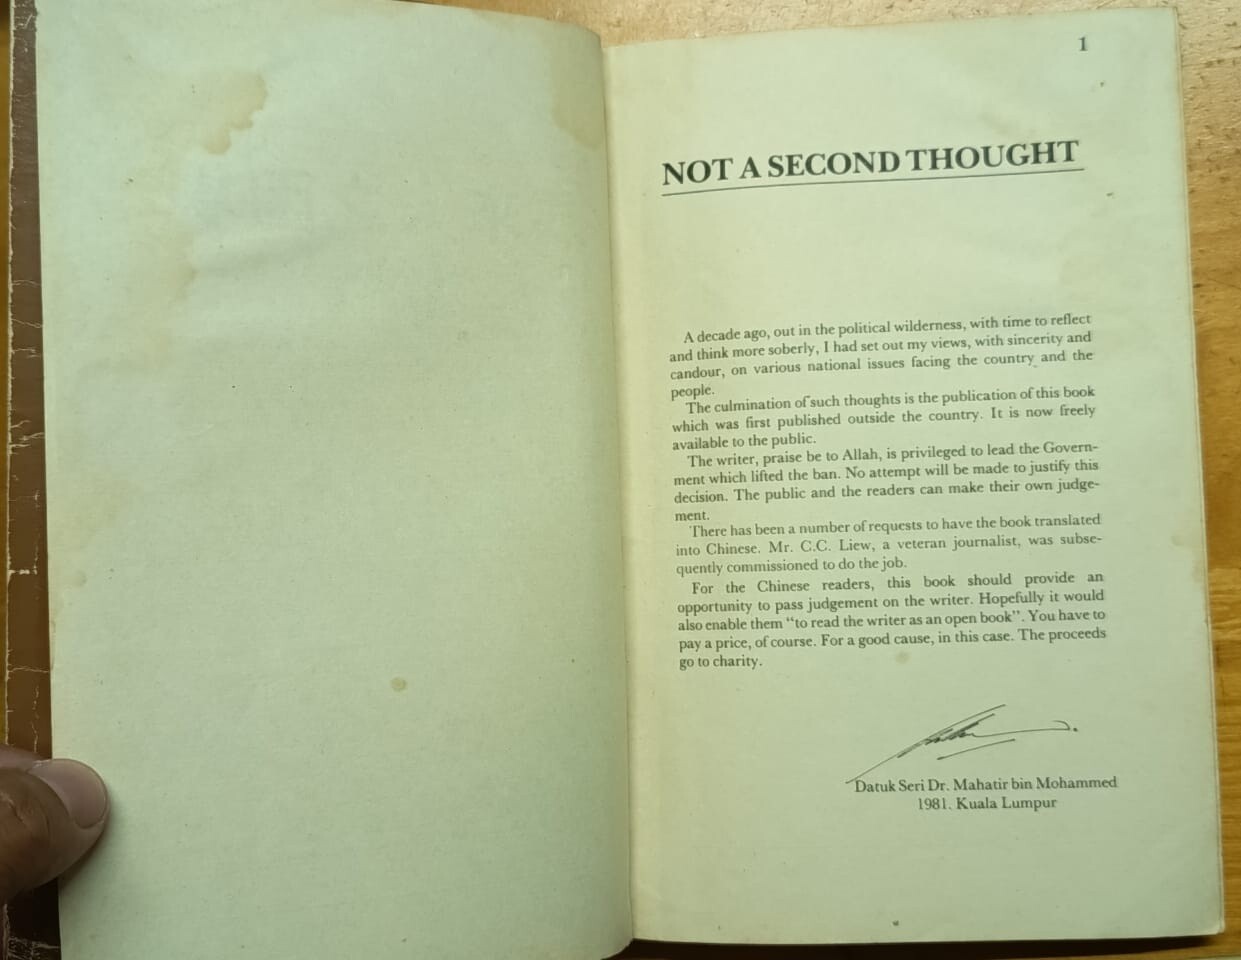 1
NOT A SECOND THOUGHT
A decade ago, out in the political wilderness, with time to reflect
and think more soberly, I had set out my views, with sincerity and
candour, on various national issues facing the country and the
people.
The culmination of such thoughts is the publication of this book
which was first published outside the country. It is now freely
available to the public.
The writer, praise be to Allah, is privileged to lead the Govern-
ment which lifted the ban. No attempt will be made to justify this
decision. The public and the readers can make their own judge-
ment.
There has been a number of requests to have the book translated
into Chinese. Mr. C.C. Liew, a veteran journalist, was subse-
quently commissioned to do the job.
For the Chinese readers, this book should provide an
opportunity to pass judgement on the writer. Hopefully it would
also enable them “to read the writer as an open book”. You have to
pay a price, of course. For a good cause, in this case. The proceeds
go to charity.
Datuk Seri Dr. Mahatir bin Mohammed
1981. Kuala Lumpur